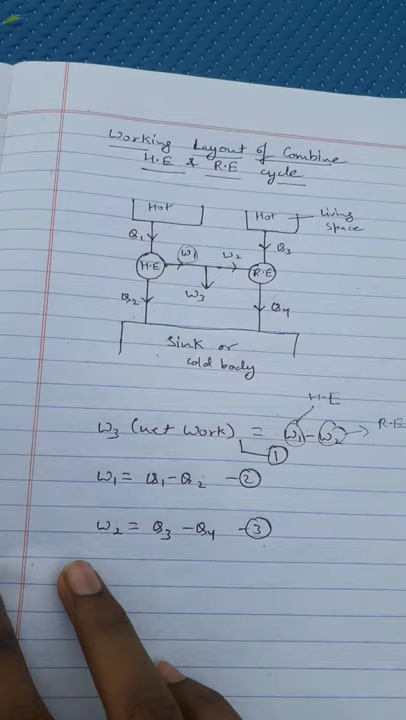 Working Layout of Combine
H.E & R.E cycle
Hot
Hot
Living
space
Q1
W1
W2
Q3
H.E
R.E
W3
Q2
Q4
Sink or
cold body
H.E
W3 (net work) = W1 - W2
R.E
1
W1 = Q1 - Q2 - 2
W2 = Q3 - Q4 - 3